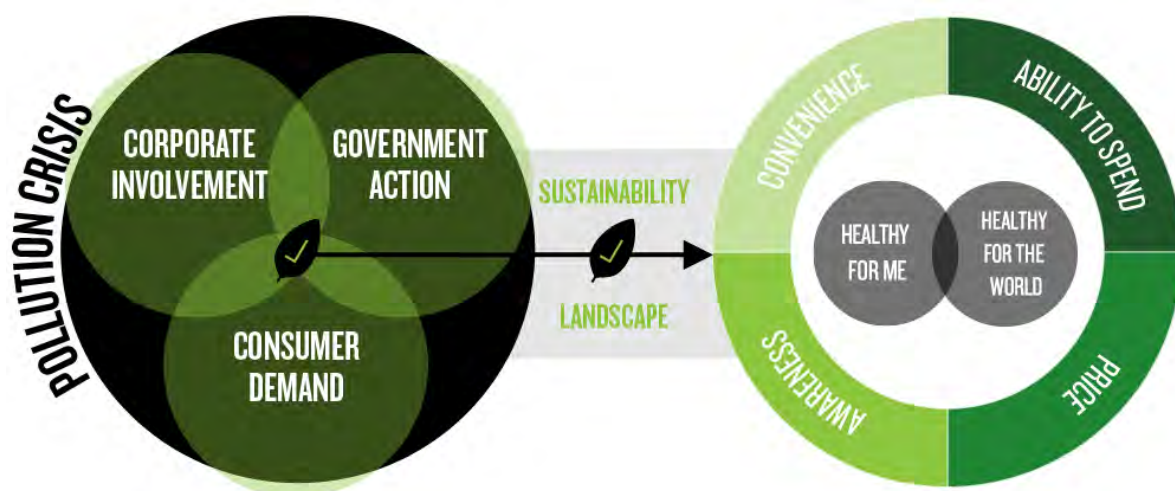 POLLUTION CRISIS
CORPORATE
INVOLVEMENT
GOVERNMENT
ACTION
CONSUMER
DEMAND
SUSTAINABILITY
LANDSCAPE
CONVENIENCE
ABILITY TO SPEND
HEALTHY
FOR ME
HEALTHY
FOR THE
WORLD
AWARENESS
PRICE